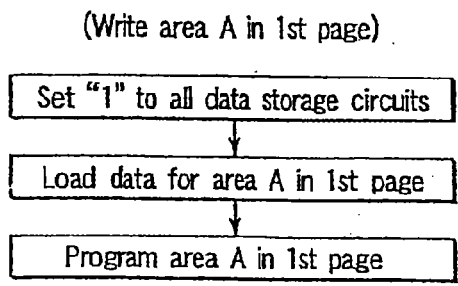 (Write area A in 1st page)
Set “1” to all data storage circuits
Load data for area A in 1st page
Program area A in 1st page